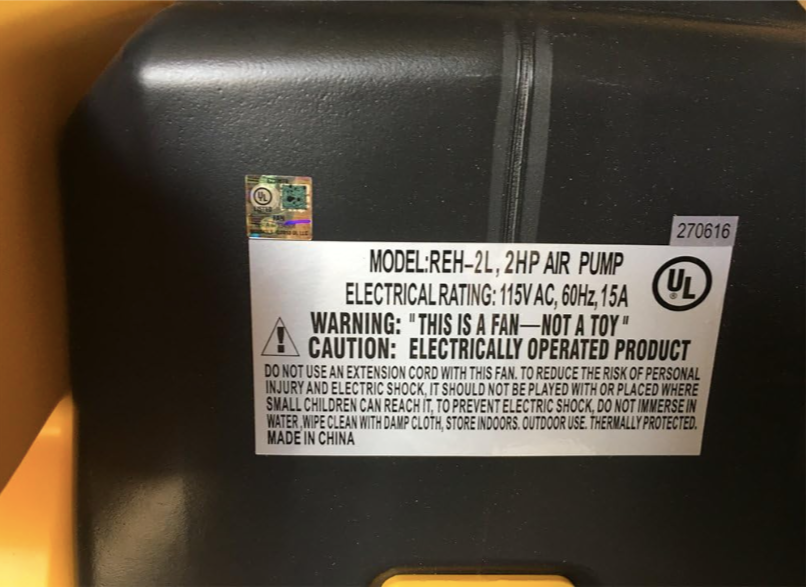 270616
MODEL:REH-2L, 2HP AIR PUMP
ELECTRICAL RATING: 115V AC, 60Hz, 15A
UL
WARNING: "THIS IS A FAN—NOT A TOY"
CAUTION: ELECTRICALLY OPERATED PRODUCT
DO NOT USE AN EXTENSION CORD WITH THIS FAN. TO REDUCE THE RISK OF PERSONAL
INJURY AND ELECTRIC SHOCK, IT SHOULD NOT BE PLAYED WITH OR PLACED WHERE
SMALL CHILDREN CAN REACH IT, TO PREVENT ELECTRIC SHOCK, DO NOT IMMERSE IN
WATER ,WIPE CLEAN WITH DAMP CLOTH, STORE INDOORS. OUTDOOR USE. THERMALLY PROTECTED.
MADE IN CHINA